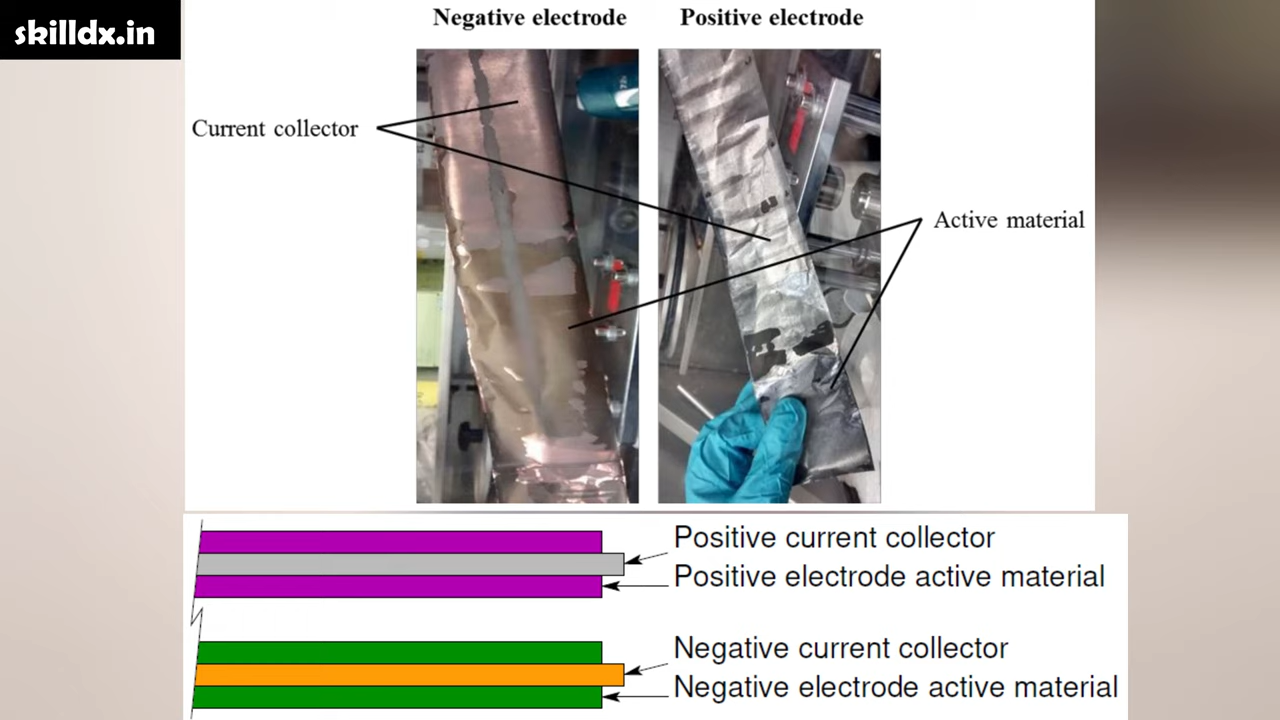 skilldx.in
Negative electrode
Positive electrode
Current collector
Active material
Positive current collector
Positive electrode active material
Negative current collector
Negative electrode active material